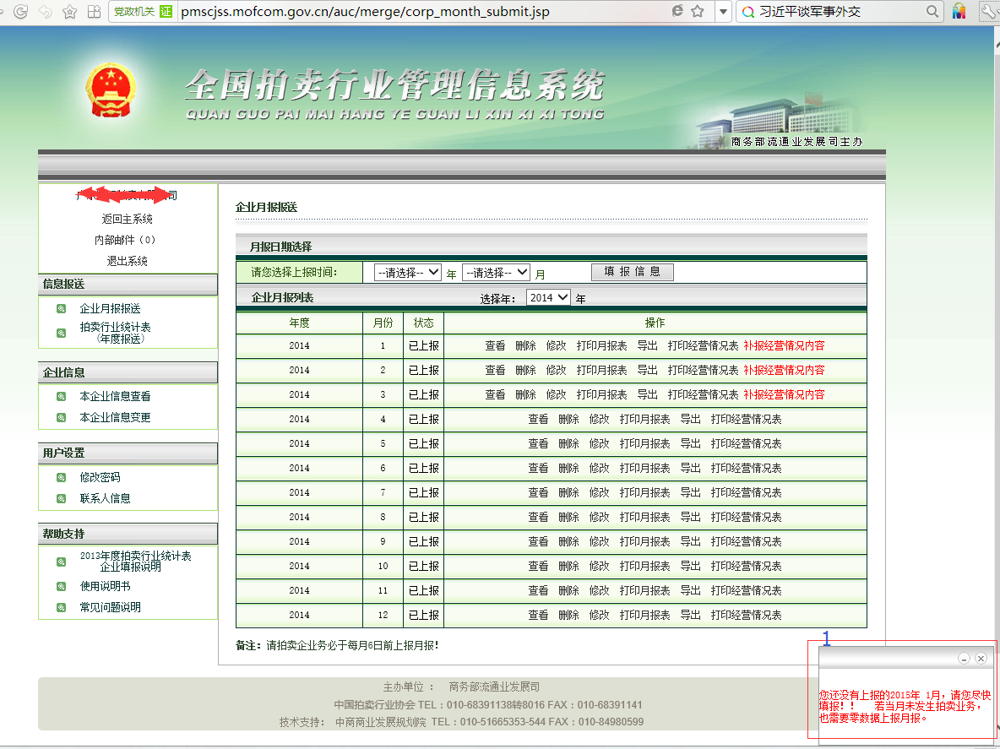 党政机关 证 pmscjss.mofcom.gov.cn/auc/merge/corp_month_submit.jsp 习近平谈军事外交
全国拍卖行业管理信息系统
QUAN GUO PAI MAI HANG YE GUAN LI XIN XI XI TONG
商务部流通业发展司主办
返回主系统
内部邮件（0）
退出系统
信息报送
企业月报报送
拍卖行业统计表
（年度报送）
企业信息
本企业信息查看
本企业信息变更
用户设置
修改密码
联系人信息
帮助支持
2013年度拍卖行业统计表
企业填报说明
使用说明书
常见问题说明
企业月报报送
月报日期选择
请您选择上报时间： --请选择-- 年 --请选择-- 月 填 报 信 息
企业月报列表 选择年： 2014 年
年度 月份 状态 操作
2014 1 已上报 查看 删除 修改 打印月报表 导出 打印经营情况表 补报经营情况内容
2014 2 已上报 查看 删除 修改 打印月报表 导出 打印经营情况表 补报经营情况内容
2014 3 已上报 查看 删除 修改 打印月报表 导出 打印经营情况表 补报经营情况内容
2014 4 已上报 查看 删除 修改 打印月报表 导出 打印经营情况表
2014 5 已上报 查看 删除 修改 打印月报表 导出 打印经营情况表
2014 6 已上报 查看 删除 修改 打印月报表 导出 打印经营情况表
2014 7 已上报 查看 删除 修改 打印月报表 导出 打印经营情况表
2014 8 已上报 查看 删除 修改 打印月报表 导出 打印经营情况表
2014 9 已上报 查看 删除 修改 打印月报表 导出 打印经营情况表
2014 10 已上报 查看 删除 修改 打印月报表 导出 打印经营情况表
2014 11 已上报 查看 删除 修改 打印月报表 导出 打印经营情况表
2014 12 已上报 查看 删除 修改 打印月报表 导出 打印经营情况表
备注：请拍卖企业务必于每月6日前上报月报！
1
您还没有上报的2015年 1月，请您尽快
填报！！ 若当月未发生拍卖业务，
也需要零数据上报月报。
主办单位 ： 商务部流通业发展司
中国拍卖行业协会 TEL：010-68391138转8016 FAX：010-68391141
技术支持： 中商商业发展规划院 TEL：010-51665353-544 FAX：010-84980599